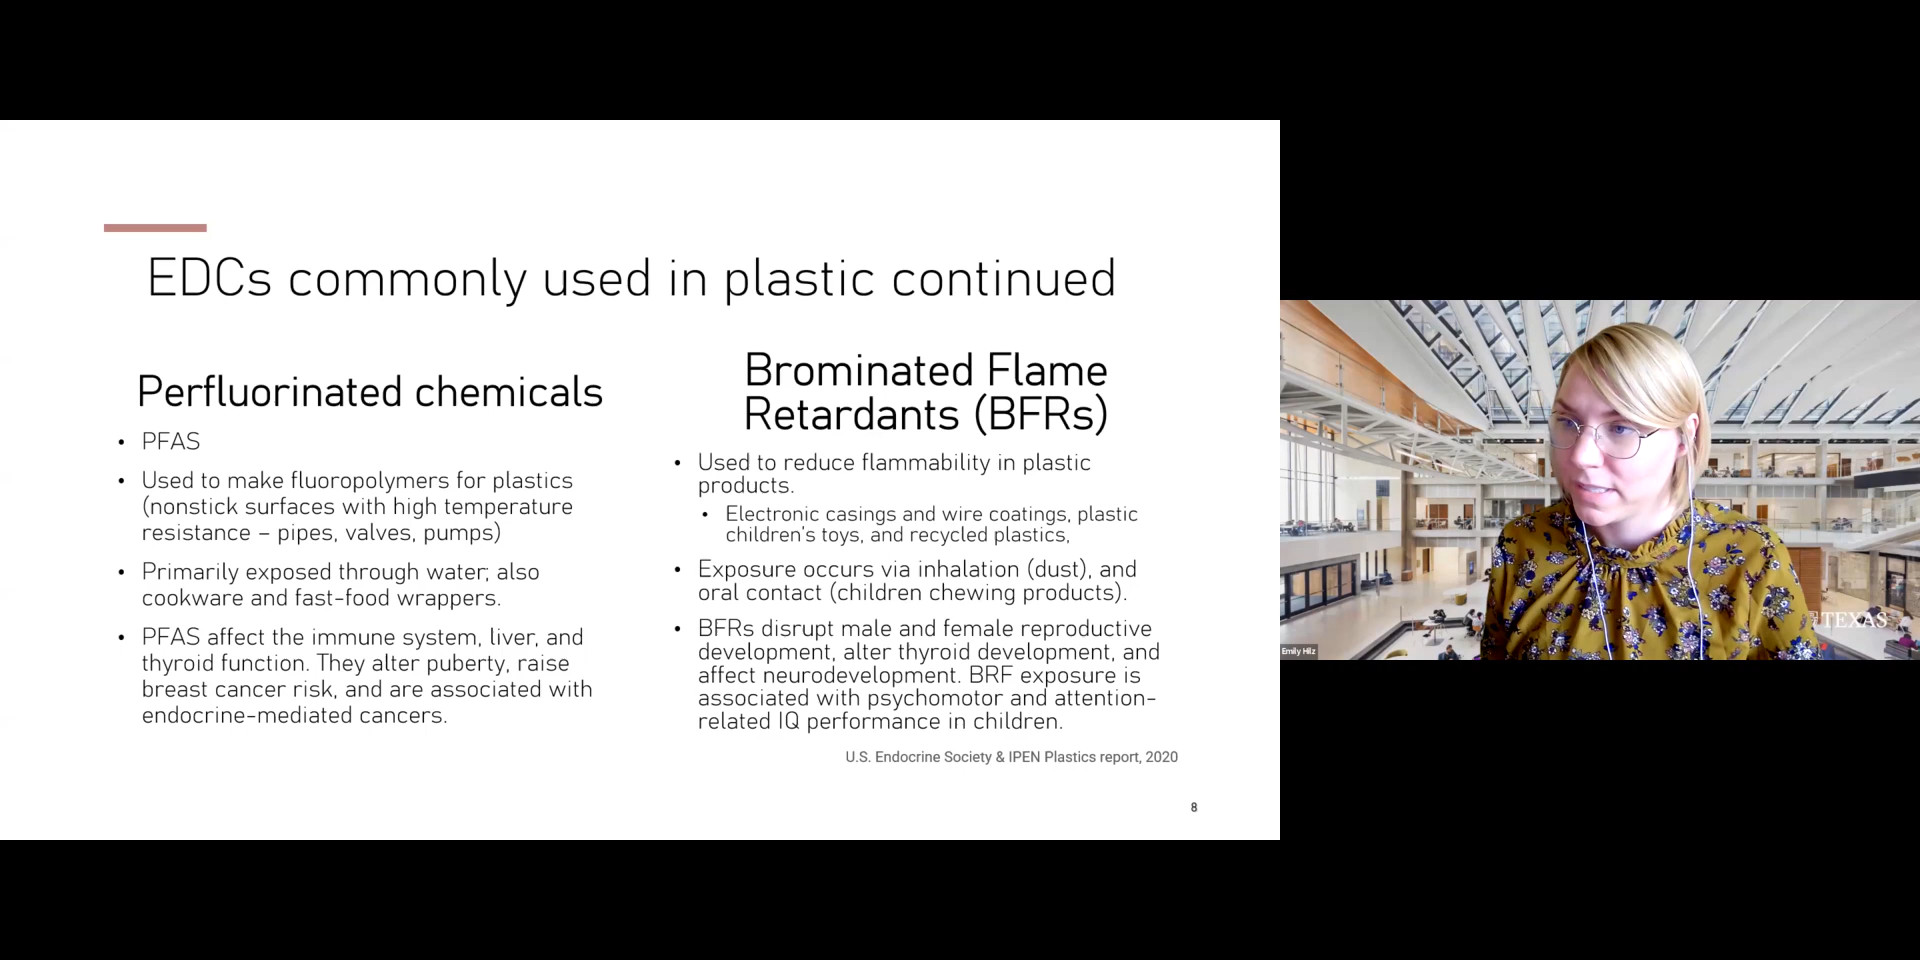 EDCs commonly used in plastic continued
Perfluorinated chemicals
• PFAS
• Used to make fluoropolymers for plastics
(nonstick surfaces with high temperature
resistance – pipes, valves, pumps)
• Primarily exposed through water; also
cookware and fast-food wrappers.
• PFAS affect the immune system, liver, and
thyroid function. They alter puberty, raise
breast cancer risk, and are associated with
endocrine-mediated cancers.
Brominated Flame
Retardants (BFRs)
• Used to reduce flammability in plastic
products.
• Electronic casings and wire coatings, plastic
children's toys, and recycled plastics,
• Exposure occurs via inhalation (dust), and
oral contact (children chewing products).
• BFRs disrupt male and female reproductive
development, alter thyroid development, and
affect neurodevelopment. BRF exposure is
associated with psychomotor and attention-
related IQ performance in children.
U.S. Endocrine Society & IPEN Plastics report, 2020
8
TEXAS
Emily Hilz